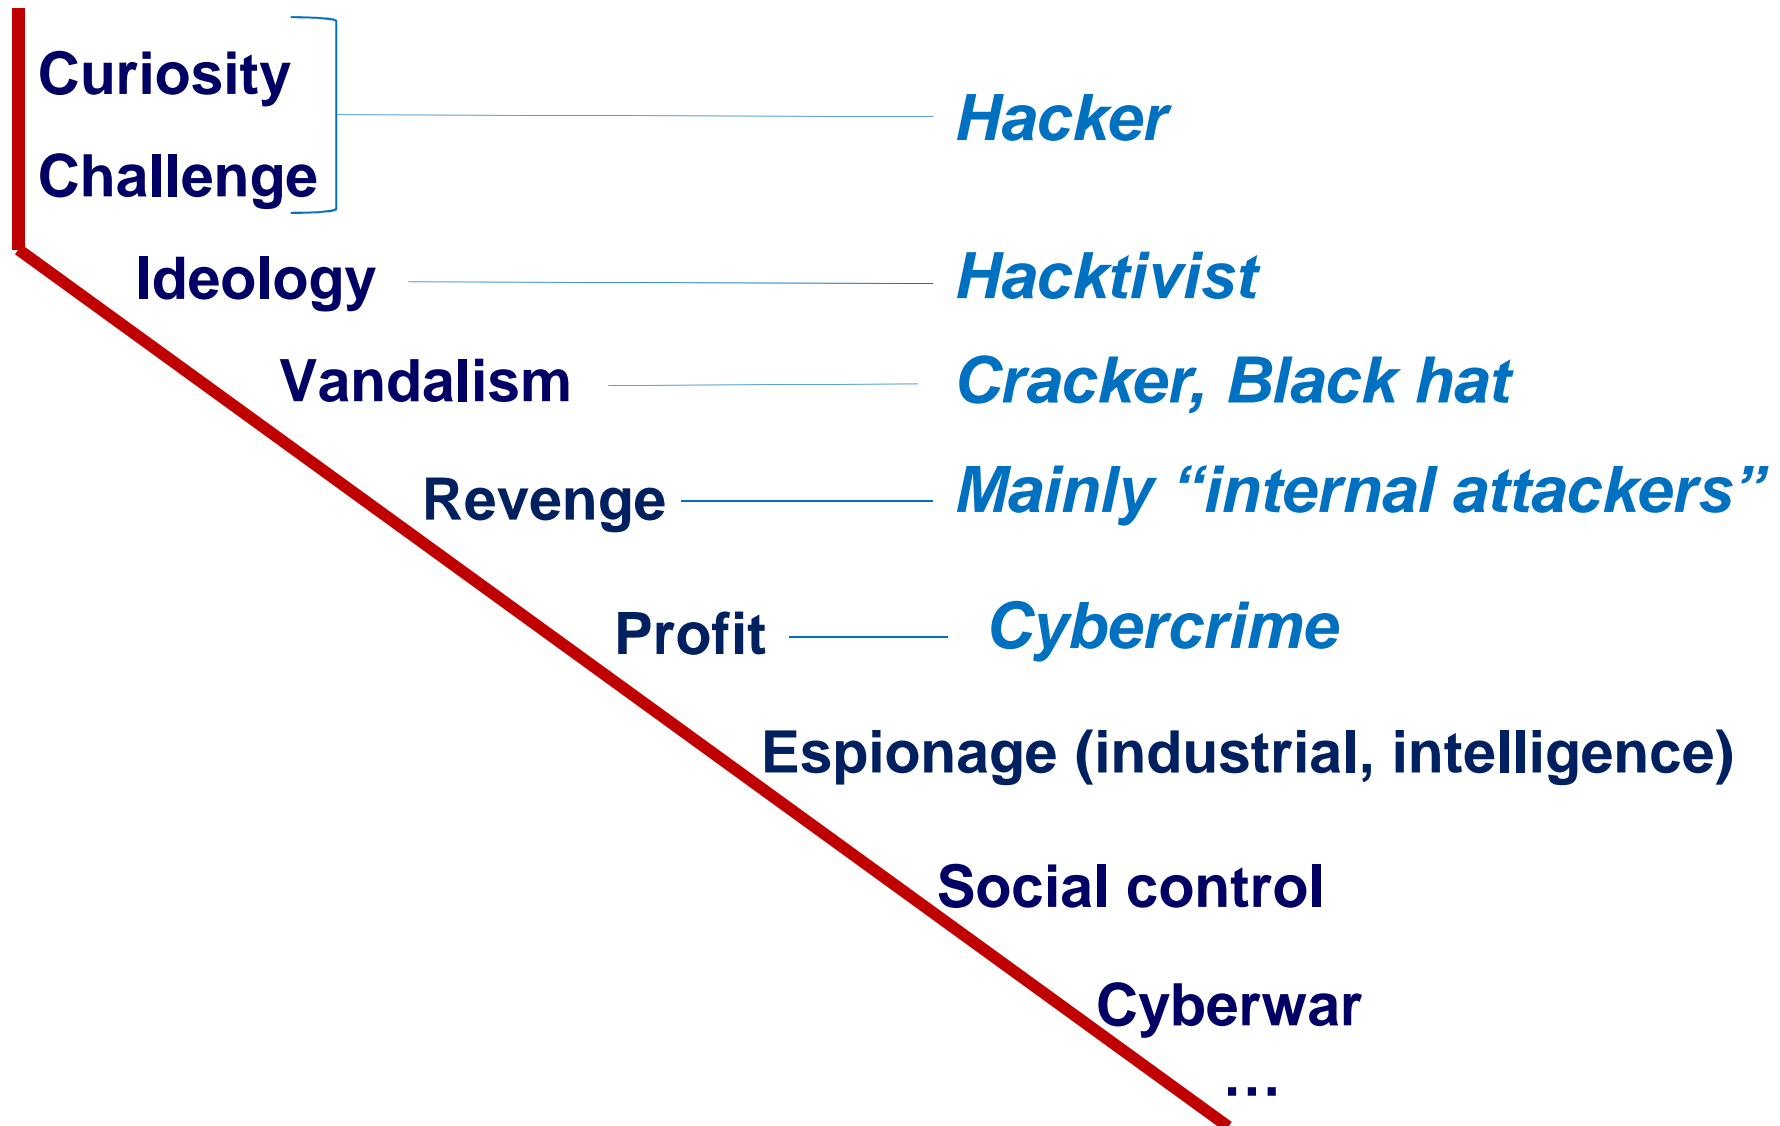 Curiosity
Hacker
Challenge
Ideology Hacktivist
Vandalism Cracker, Black hat
Revenge Mainly “internal attackers”
Profit Cybercrime
Espionage (industrial, intelligence)
Social control
Cyberwar
…